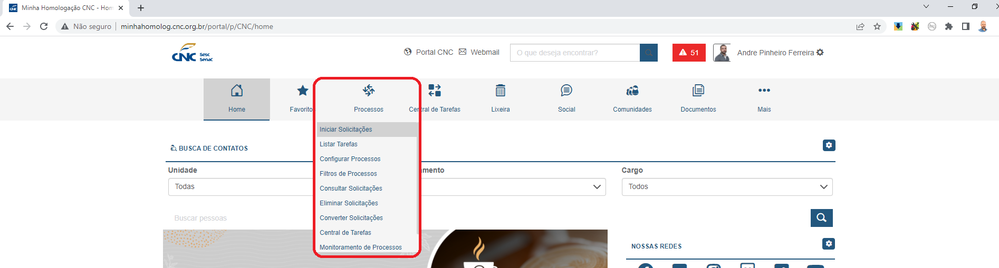 Minha Homologação CNC - Hom
Não seguro
minhahomolog.cnc.org.br/portal/p/CNC/home
CNC Sesc Senac
Portal CNC
Webmail
O que deseja encontrar?
51
Andre Pinheiro Ferreira
Home
Favorito
Processos
Central de Tarefas
Lixeira
Social
Comunidades
Documentos
Mais
Iniciar Solicitações
Listar Tarefas
Configurar Processos
Filtros de Processos
Consultar Solicitações
Eliminar Solicitações
Converter Solicitações
Central de Tarefas
Monitoramento de Processos
BUSCA DE CONTATOS
Unidade
amento
Cargo
Todas
Todos
Buscar pessoas
NOSSAS REDES